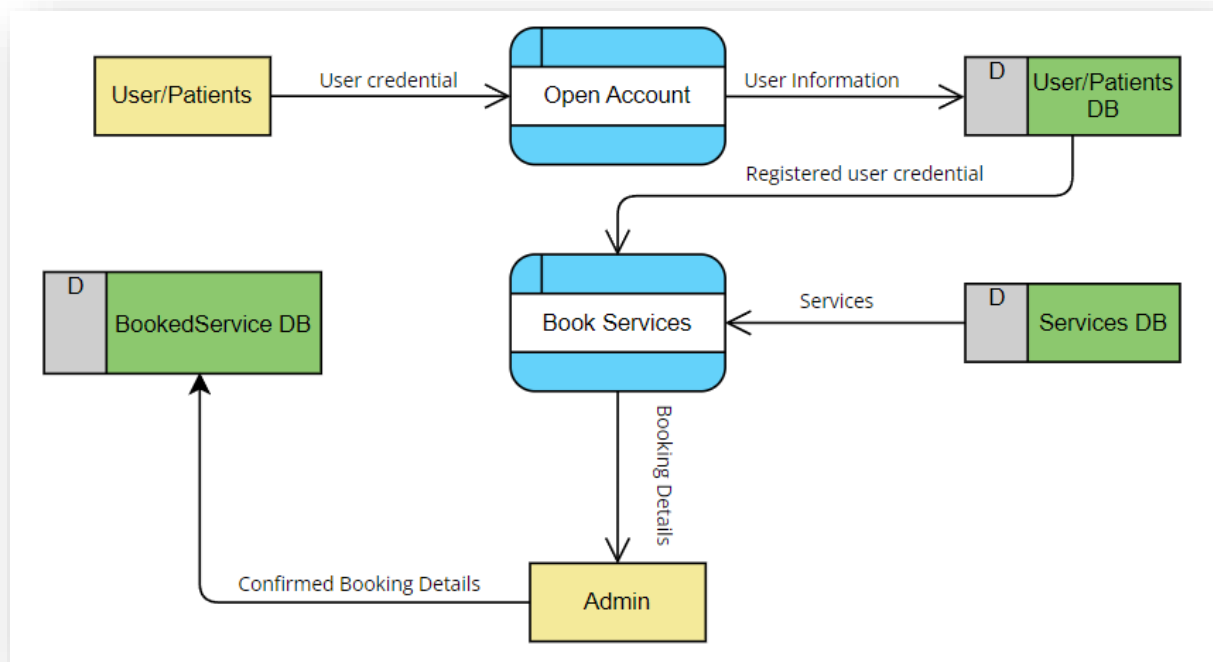 User/Patients
User credential
Open Account
User Information
D
User/Patients
DB
Registered user credential
D
BookedService DB
Book Services
Services
D
Services DB
Booking Details
Confirmed Booking Details
Admin